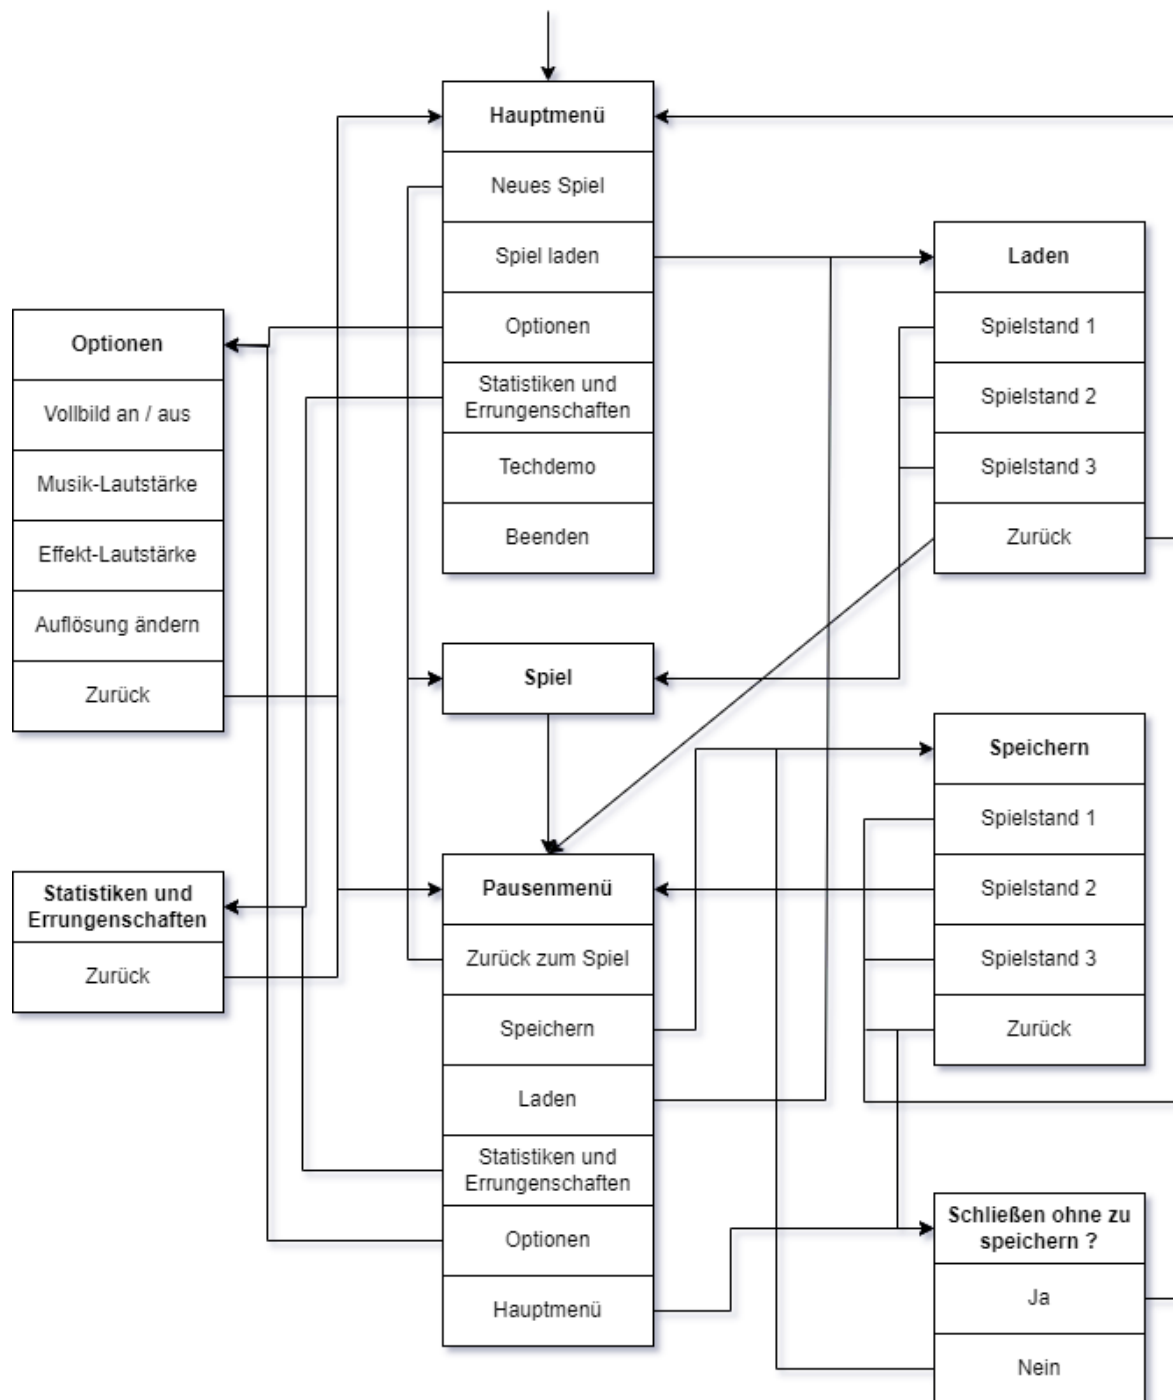 Hauptmenü
Neues Spiel
Spiel laden
Optionen
Statistiken und
Errungenschaften
Techdemo
Beenden
Laden
Spielstand 1
Spielstand 2
Spielstand 3
Zurück
Optionen
Vollbild an / aus
Musik-Lautstärke
Effekt-Lautstärke
Auflösung ändern
Zurück
Spiel
Speichern
Spielstand 1
Spielstand 2
Spielstand 3
Zurück
Statistiken und
Errungenschaften
Zurück
Pausenmenü
Zurück zum Spiel
Speichern
Laden
Statistiken und
Errungenschaften
Optionen
Hauptmenü
Schließen ohne zu
speichern ?
Ja
Nein